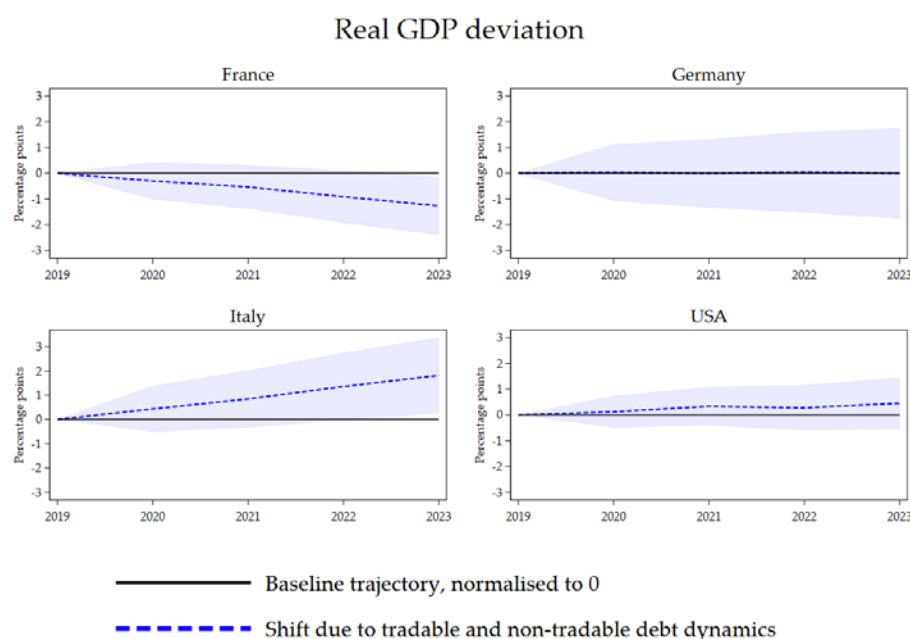 Real GDP deviation
France
Percentage points
3
2
1
0
-1
-2
-3
2019 2020 2021 2022 2023
Germany
Percentage points
3
2
1
0
-1
-2
-3
2019 2020 2021 2022 2023
Italy
Percentage points
3
2
1
0
-1
-2
-3
2019 2020 2021 2022 2023
USA
Percentage points
3
2
1
0
-1
-2
-3
2019 2020 2021 2022 2023
Baseline trajectory, normalised to 0
Shift due to tradable and non-tradable debt dynamics